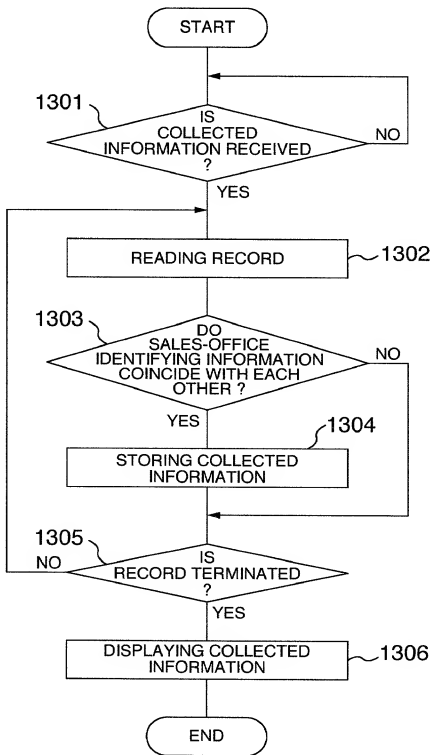 START
1301
IS
COLLECTED
INFORMATION RECEIVED
?
NO
YES
READING RECORD
1302
1303
DO
SALES-OFFICE
IDENTIFYING INFORMATION
COINCIDE WITH EACH
OTHER ?
NO
YES
1304
STORING COLLECTED
INFORMATION
1305
NO
IS
RECORD TERMINATED
?
YES
DISPLAYING COLLECTED
INFORMATION
1306
END